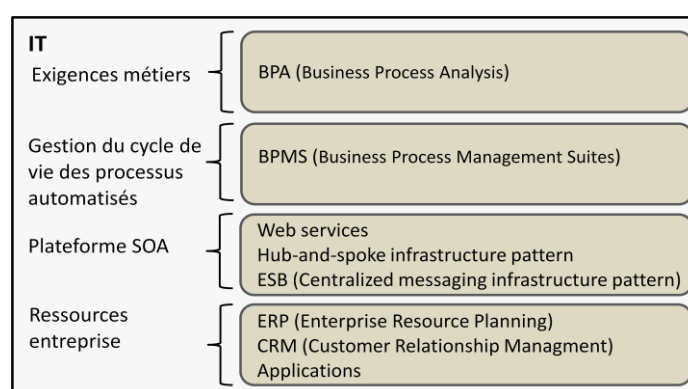 IT
Exigences métiers
BPA (Business Process Analysis)
Gestion du cycle de
vie des processus
automatisés
BPMS (Business Process Management Suites)
Plateforme SOA
Web services
Hub-and-spoke infrastructure pattern
ESB (Centralized messaging infrastructure pattern)
Ressources
entreprise
ERP (Enterprise Resource Planning)
CRM (Customer Relationship Managment)
Applications